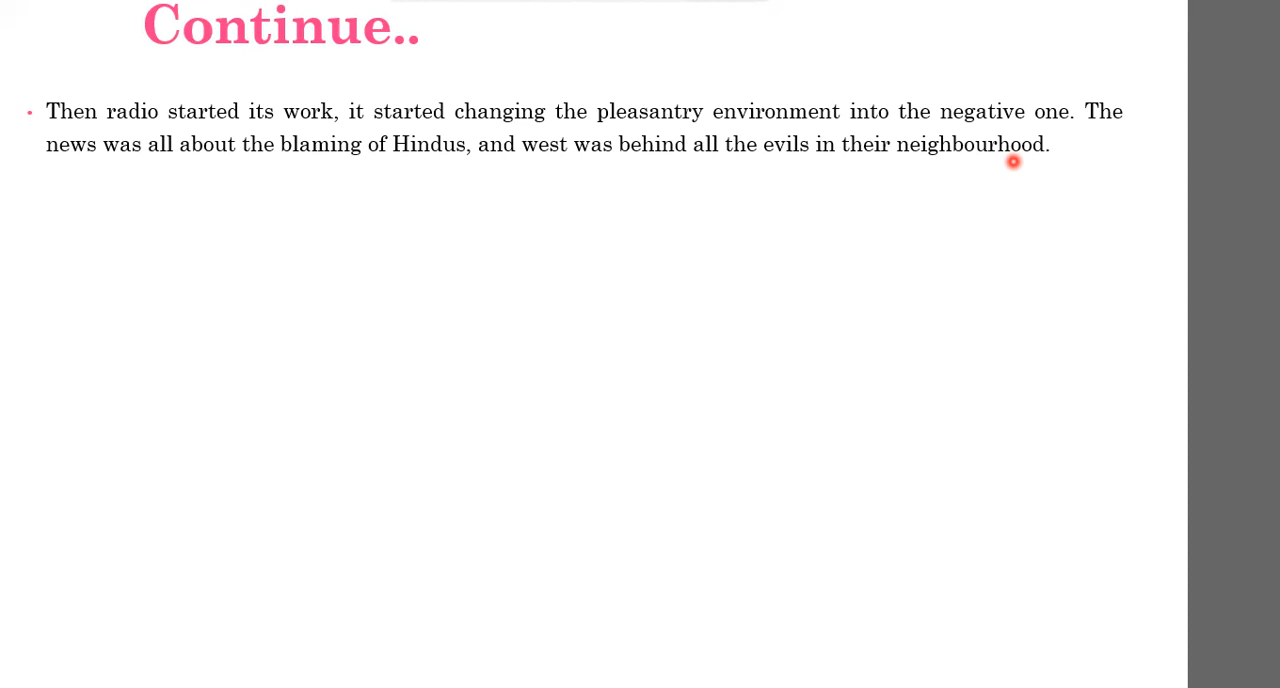 Continue..
• Then radio started its work, it started changing the pleasantry environment into the negative one. The
news was all about the blaming of Hindus, and west was behind all the evils in their neighbourhood.